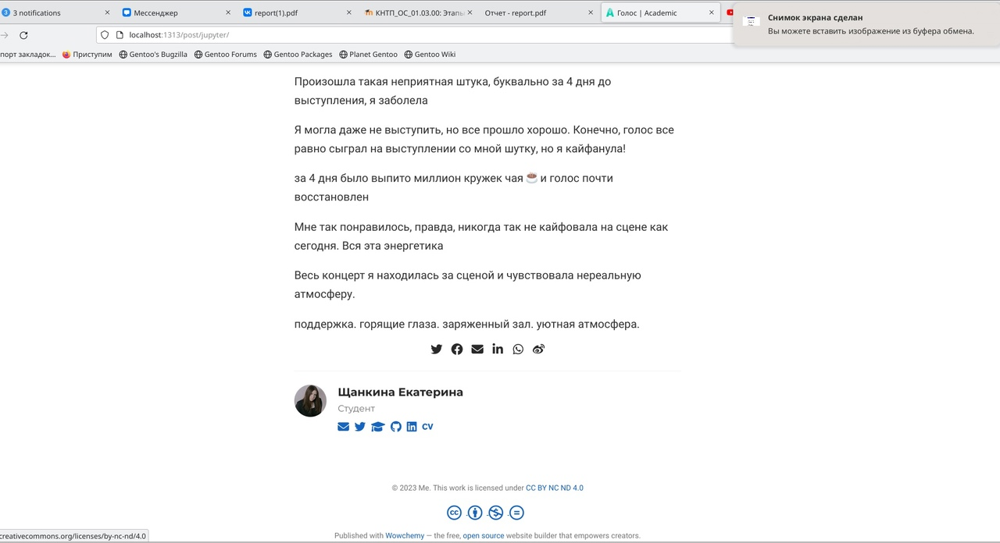 3 notifications
Мессенджер
report(1).pdf
КНТП_ОС_01.03.00: Этапы
Отчет - report.pdf
Голос | Academic
Снимок экрана сделан
Вы можете вставить изображение из буфера обмена.
localhost:1313/post/jupyter/
порт закладок...
Приступим
Gentoo's Bugzilla
Gentoo Forums
Gentoo Packages
Planet Gentoo
Gentoo Wiki
Произошла такая неприятная штука, буквально за 4 дня до
выступления, я заболела
Я могла даже не выступить, но все прошло хорошо. Конечно, голос все
равно сыграл на выступлении со мной шутку, но я кайфанула!
за 4 дня было выпито миллион кружек чая☕и голос почти
восстановлен
Мне так понравилось, правда, никогда так не кайфовала на сцене как
сегодня. Вся эта энергетика
Весь концерт я находилась за сценой и чувствовала нереальную
атмосферу.
поддержка. горящие глаза. заряженный зал. уютная атмосфера.
Щанкина Екатерина
Студент
CV
© 2023 Me. This work is licensed under CC BY NC ND 4.0
creativecommons.org/licenses/by-nc-nd/4.0
Published with Wowchemy — the free, open source website builder that empowers creators.